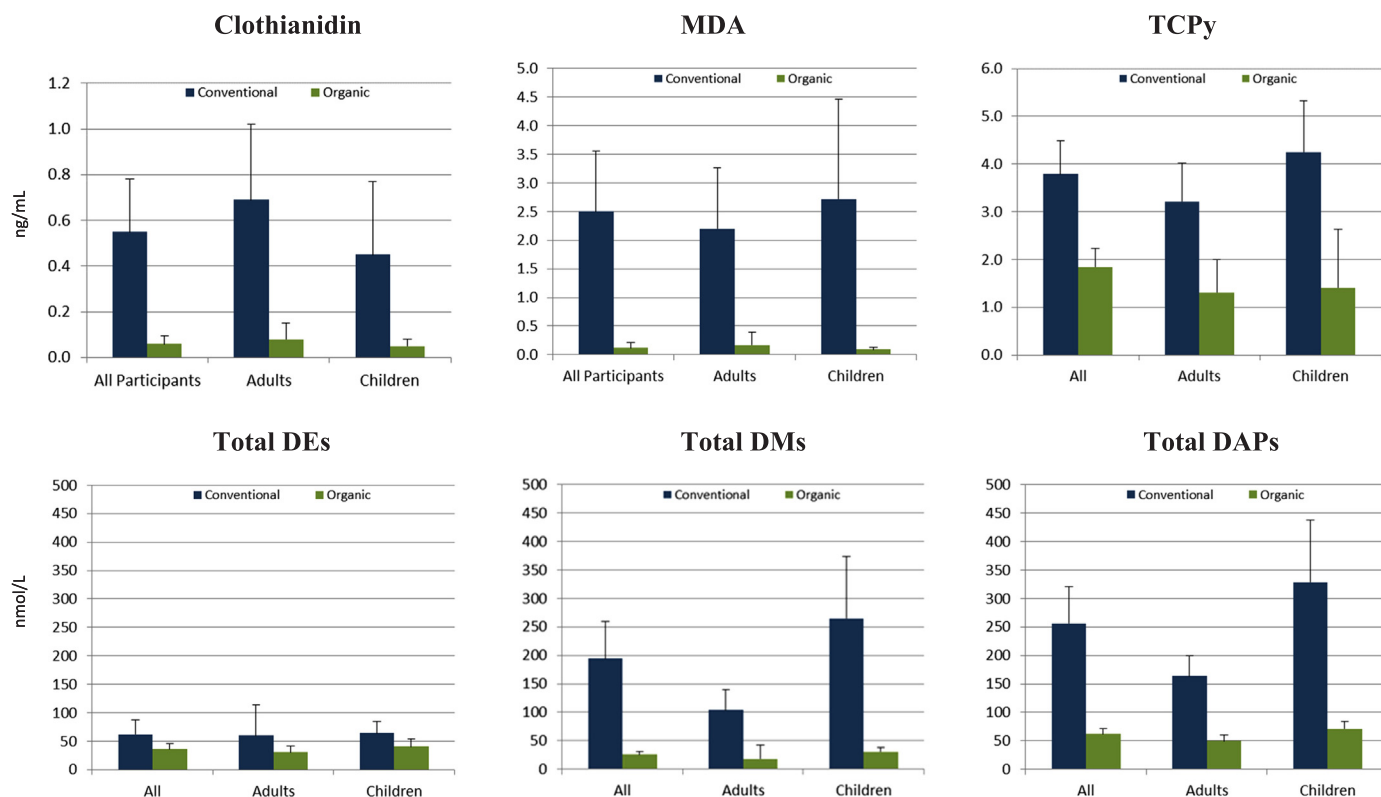 Clothianidin
ng/mL
1.2
1.0
0.8
0.6
0.4
0.2
0.0
Conventional Organic
All Participants Adults Children
MDA
5.0
4.5
4.0
3.5
3.0
2.5
2.0
1.5
1.0
0.5
0.0
Conventional Organic
All Participants Adults Children
TCPy
6.0
5.0
4.0
3.0
2.0
1.0
0.0
Conventional Organic
All Adults Children
Total DEs
nmol/L
500
450
400
350
300
250
200
150
100
50
0
Conventional Organic
All Adults Children
Total DMs
500
450
400
350
300
250
200
150
100
50
0
Conventional Organic
All Adults Children
Total DAPs
500
450
400
350
300
250
200
150
100
50
0
Conventional Organic
All Adults Children